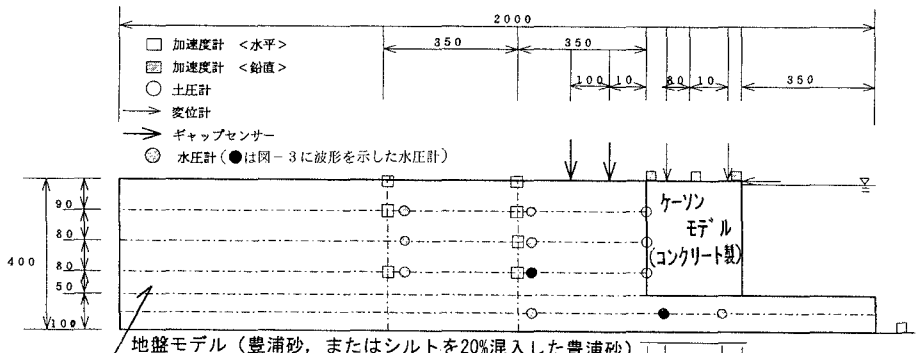 2000
350
350
100
10
80
10
350
□ 加速度計 <水平>
加速度計 <鉛直>
○ 土圧計
変位計
ギャップセンサー
水圧計(●は図-3に波形を示した水圧計)
400
90
80
80
50
100
ケーソン
モデル
(コンクリート製)
地盤モデル(豊浦砂,またはシルトを20%混入した豊浦砂)